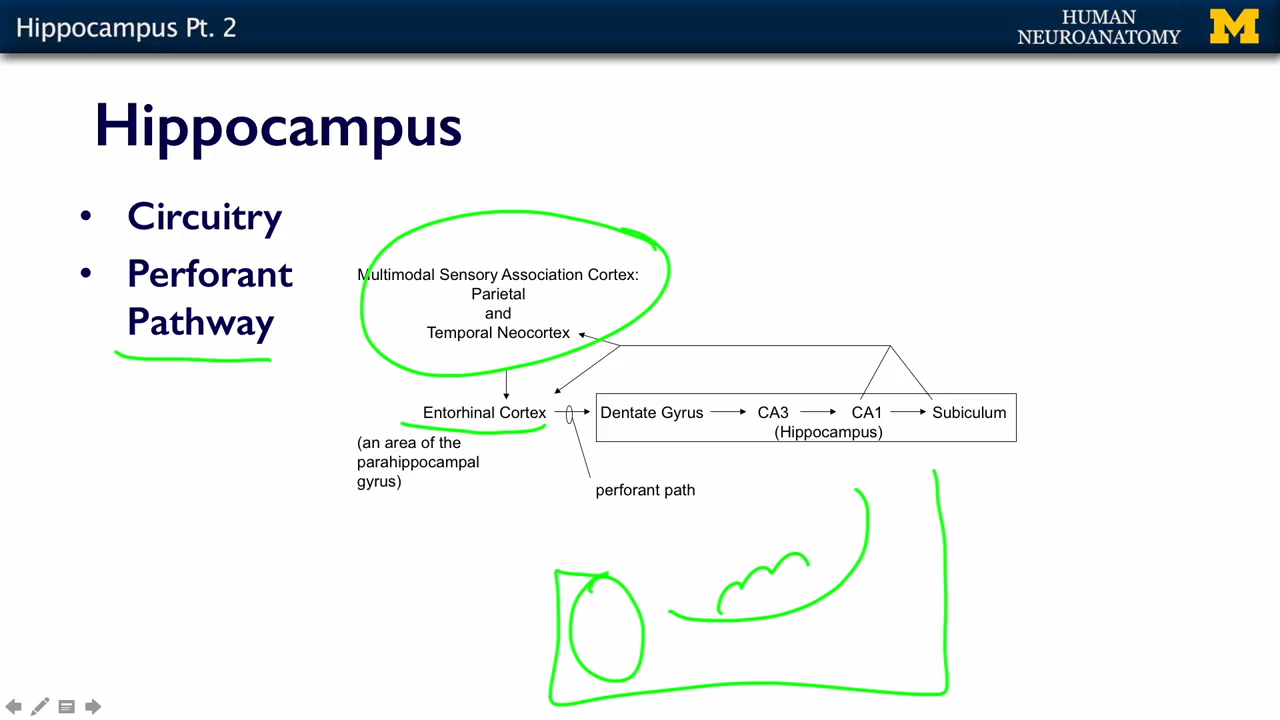 Hippocampus Pt. 2
HUMAN
NEUROANATOMY
M
Hippocampus
• Circuitry
• Perforant
Pathway
Multimodal Sensory Association Cortex:
Parietal
and
Temporal Neocortex
Entorhinal Cortex
Dentate Gyrus
CA3
CA1
Subiculum
(Hippocampus)
(an area of the
parahippocampal
gyrus)
perforant path